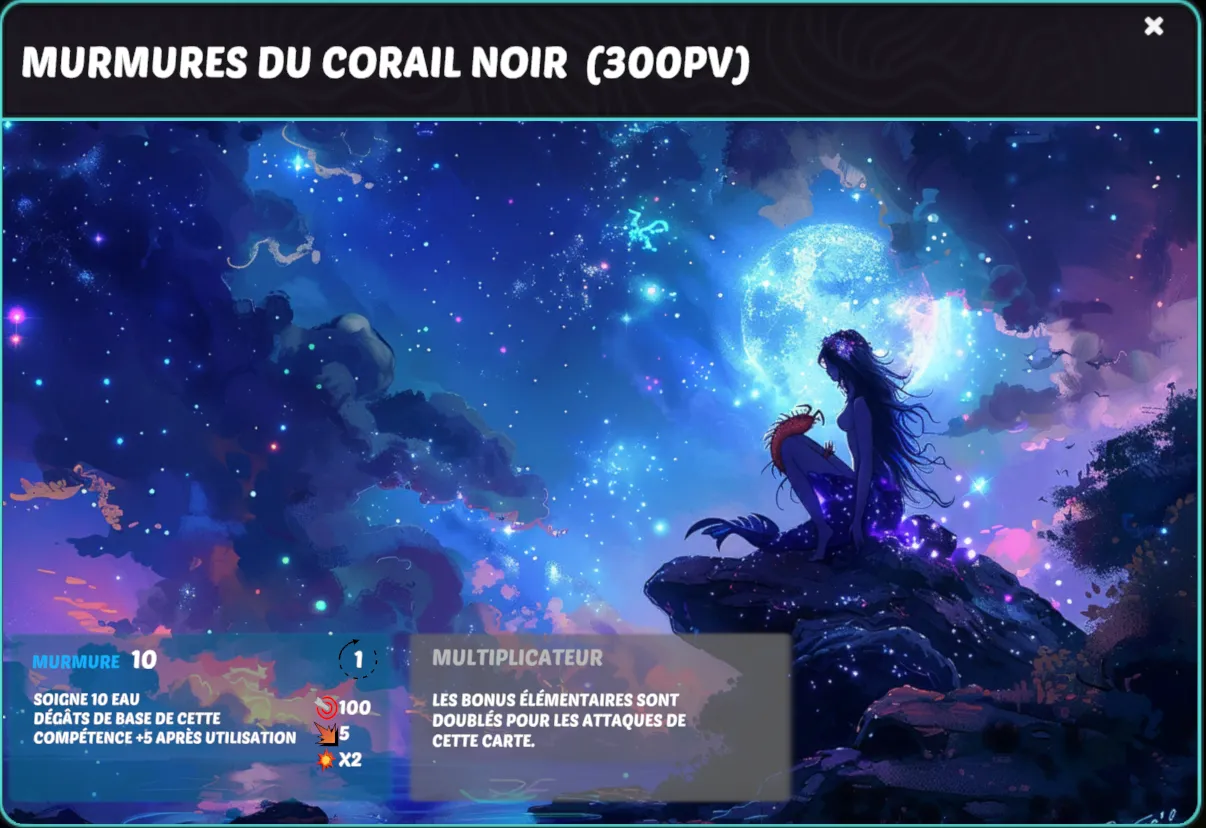 MURMURES DU CORAIL NOIR (300PV)
MURMURE 10
1
SOIGNE 10 EAU
DÉGÂTS DE BASE DE CETTE
COMPÉTENCE +5 APRÈS UTILISATION
100
5
X2
MULTIPLICATEUR
LES BONUS ÉLÉMENTAIRES SONT
DOUBLÉS POUR LES ATTAQUES DE
CETTE CARTE.